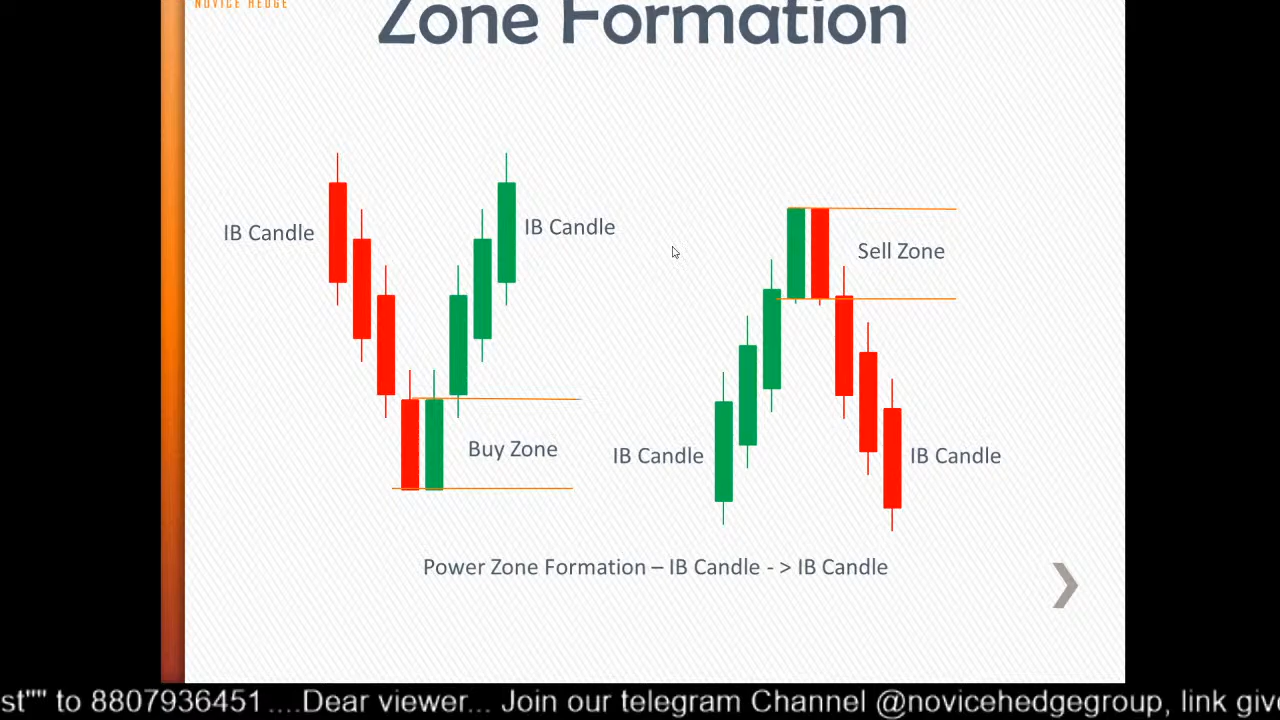 NOVICE HEDGE
Zone Formation
IB Candle
IB Candle
Sell Zone
Buy Zone
IB Candle
IB Candle
Power Zone Formation – IB Candle - > IB Candle
st"" to 8807936451 ....Dear viewer... Join our telegram Channel @novicehedgegroup, link giv